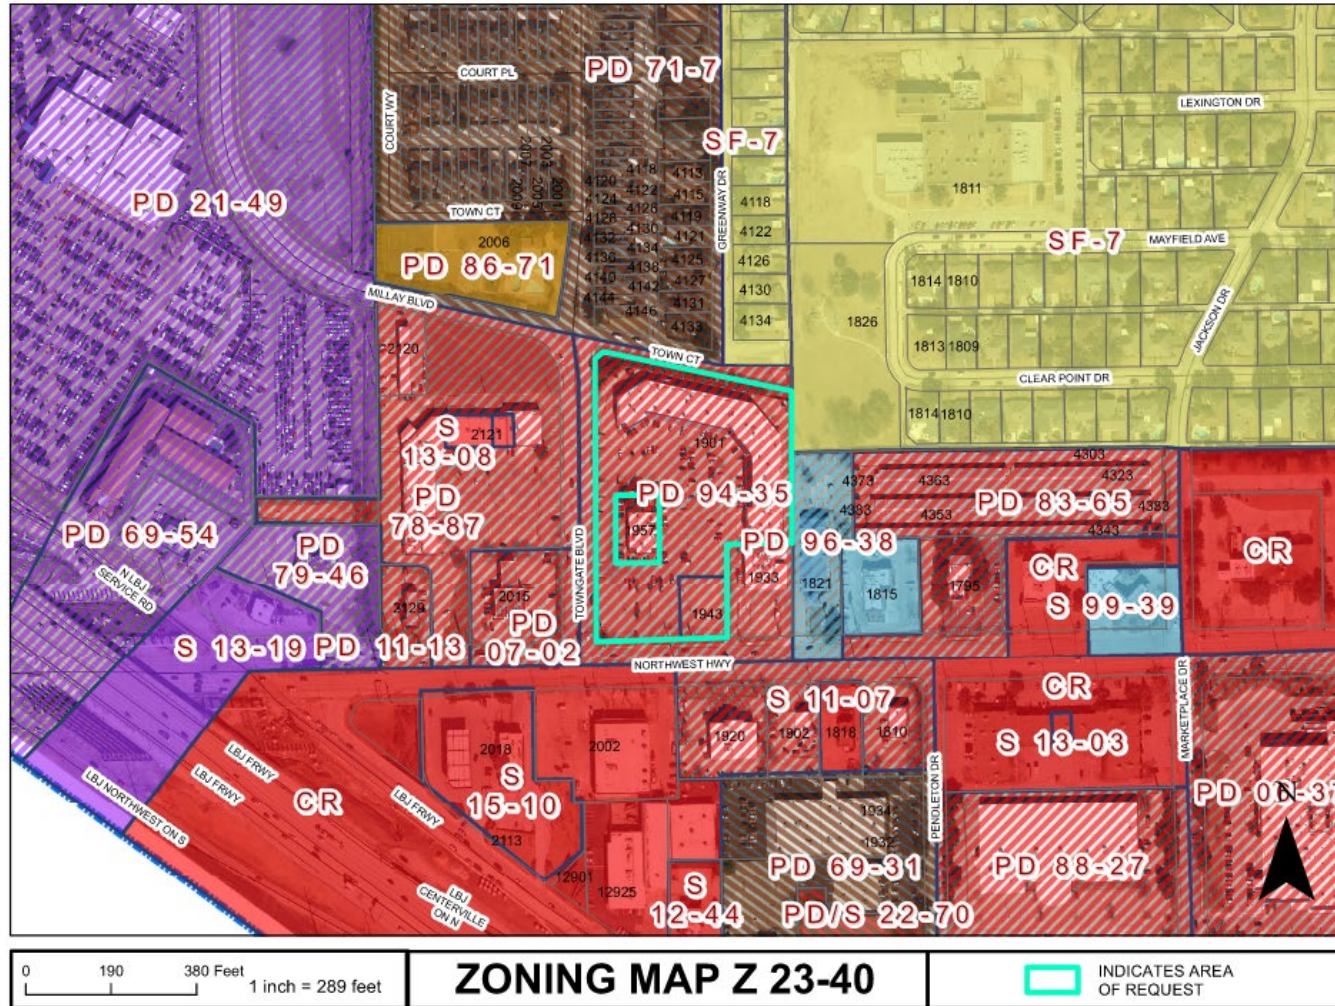 COURT PL
COURT WY
PD 71-7
LEXINGTON DR
SF-7
1811
PD 21-49
TOWN CT
2006
PD 86-71
MILLAY BLVD
4120
4118
4113
4124
4122
4115
4128
4126
4119
4132
4130
4121
4136
4134
4125
4140
4138
4127
4144
4142
4131
4146
4133
GREENWAY DR
4118
4122
4126
4130
4134
SF-7
MAYFIELD AVE
1814
1810
1826
1813
1809
JACKSON DR
CLEAR POINT DR
1814
1810
TOWN CT
2120
S
13-08
2121
PD
78-87
TOWNGATE BLVD
1901
PD 94-35
1957
PD 96-38
1933
1943
4303
4373
4363
4323
PD 83-65
4383
4353
4333
4343
CR
CR
S 99-39
1821
1815
1795
PD 69-54
N LBJ
SERVICE RD
PD
79-46
S 13-19
PD 11-13
2129
2015
PD
07-02
NORTHWEST HWY
S 11-07
1920
1902
1818
1810
CR
S 13-03
MARKETPLACE DR
PENDLETON DR
LBJ NORTHWEST ON S
LBJ FRWY
LBJ FRWY
LBJ FRWY
CR
2018
S
15-10
2002
2113
12901
12925
LBJ
CENTERVILLE
ON N
S
12-44
1934
1932
PD 69-31
PD/S 22-70
PD 88-27
PD 06-37
N
0 190 380 Feet
1 inch = 289 feet
ZONING MAP Z 23-40
INDICATES AREA
OF REQUEST